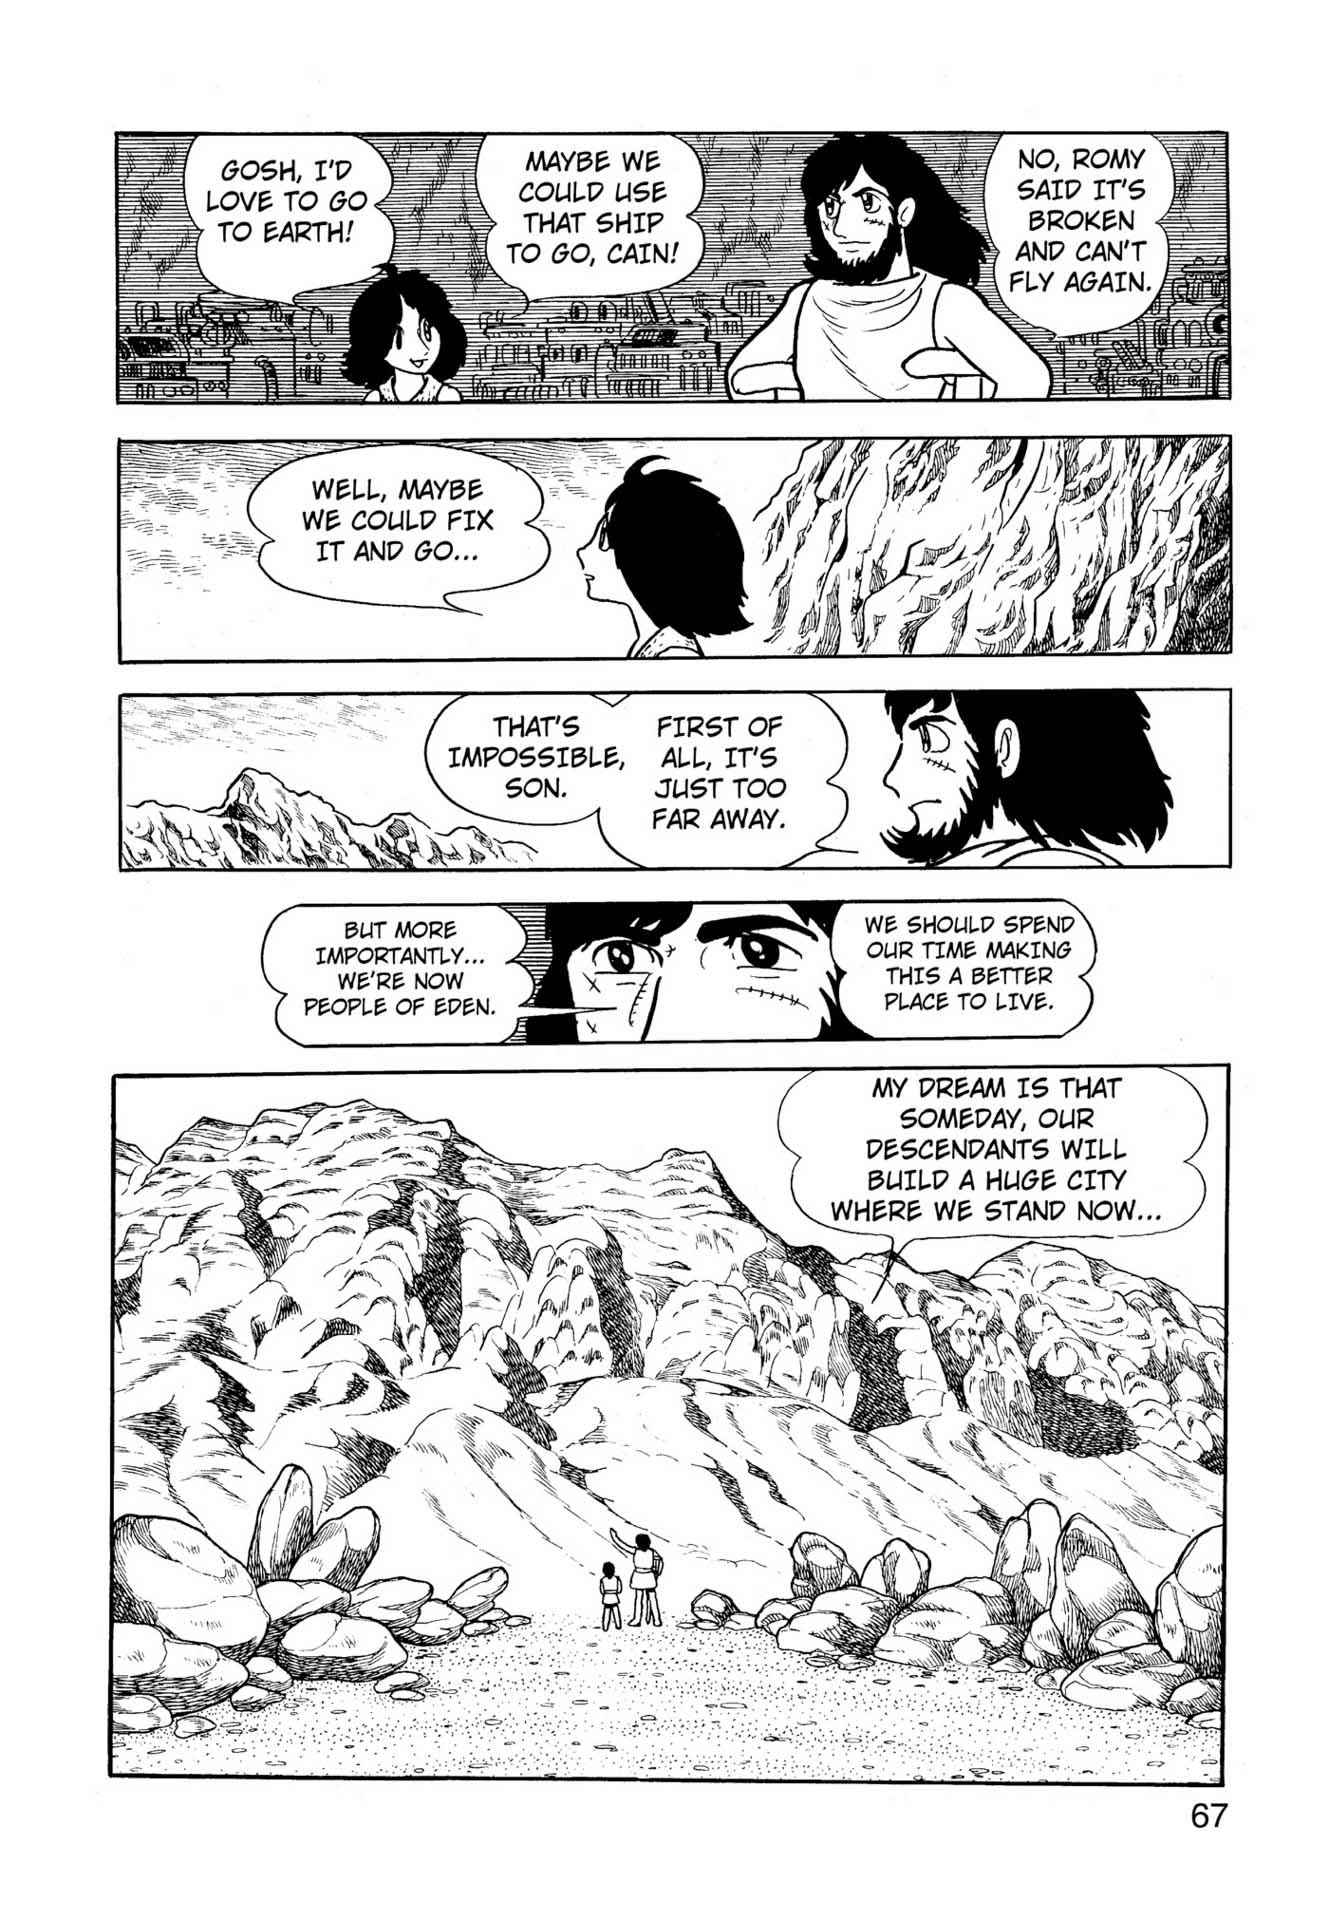 GOSH, I'D
LOVE TO GO
TO EARTH!
MAYBE WE
COULD USE
THAT SHIP
TO GO, CAIN!
NO, ROMY
SAID IT'S
BROKEN
AND CAN'T
FLY AGAIN.
WELL, MAYBE
WE COULD FIX
IT AND GO...
THAT'S
IMPOSSIBLE,
SON.
FIRST OF
ALL, IT'S
JUST TOO
FAR AWAY.
BUT MORE
IMPORTANTLY...
WE'RE NOW
PEOPLE OF EDEN.
WE SHOULD SPEND
OUR TIME MAKING
THIS A BETTER
PLACE TO LIVE.
MY DREAM IS THAT
SOMEDAY, OUR
DESCENDANTS WILL
BUILD A HUGE CITY
WHERE WE STAND NOW...
67